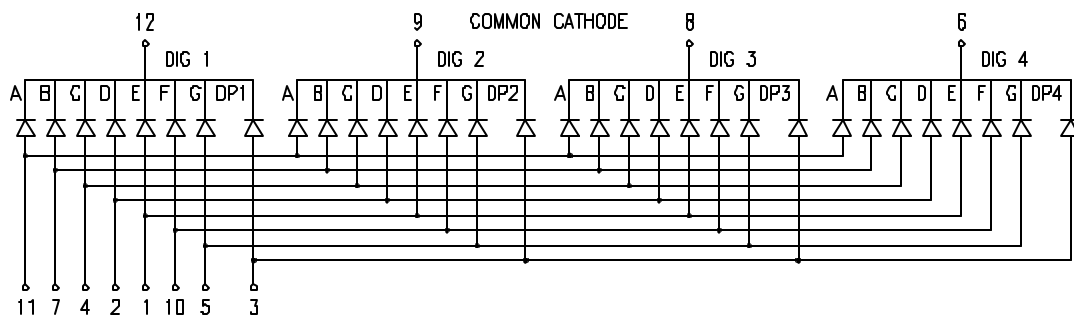 12 9 COMMON CATHODE 8 6
DIG 1 DIG 2 DIG 3 DIG 4
A B C D E F G DP1 A B C D E F G DP2 A B C D E F G DP3 A B C D E F G DP4
11 7 4 2 1 10 5 3